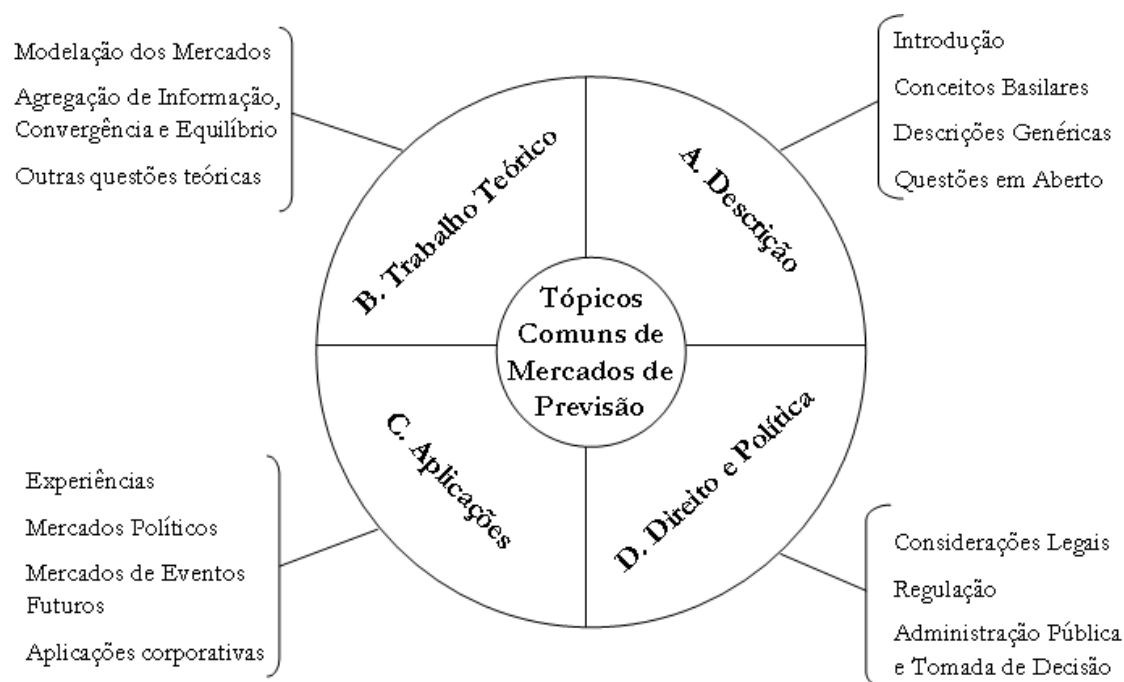 Modelação dos Mercados
Agregação de Informação,
Convergência e Equilíbrio
Outras questões teóricas
Introdução
Conceitos Basilares
Descrições Genéricas
Questões em Aberto
B. Trabalho Teórico
A. Descrição
Tópicos
Comuns de
Mercados de
Previsão
C. Aplicações
D. Direito e Política
Experiências
Mercados Políticos
Mercados de Eventos
Futuros
Aplicações corporativas
Considerações Legais
Regulação
Administração Pública
e Tomada de Decisão